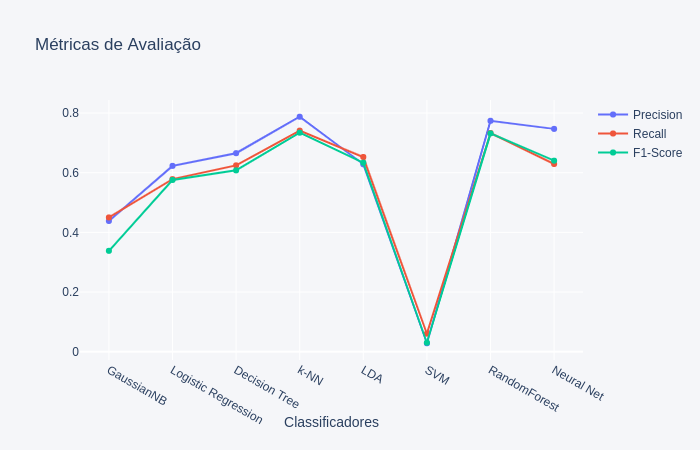 Métricas de Avaliação
0.8
0.6
0.4
0.2
0
Precision
Recall
F1-Score
GaussianNB
Logistic Regression
Decision Tree
k-NN
LDA
SVM
RandomForest
Neural Net
Classificadores